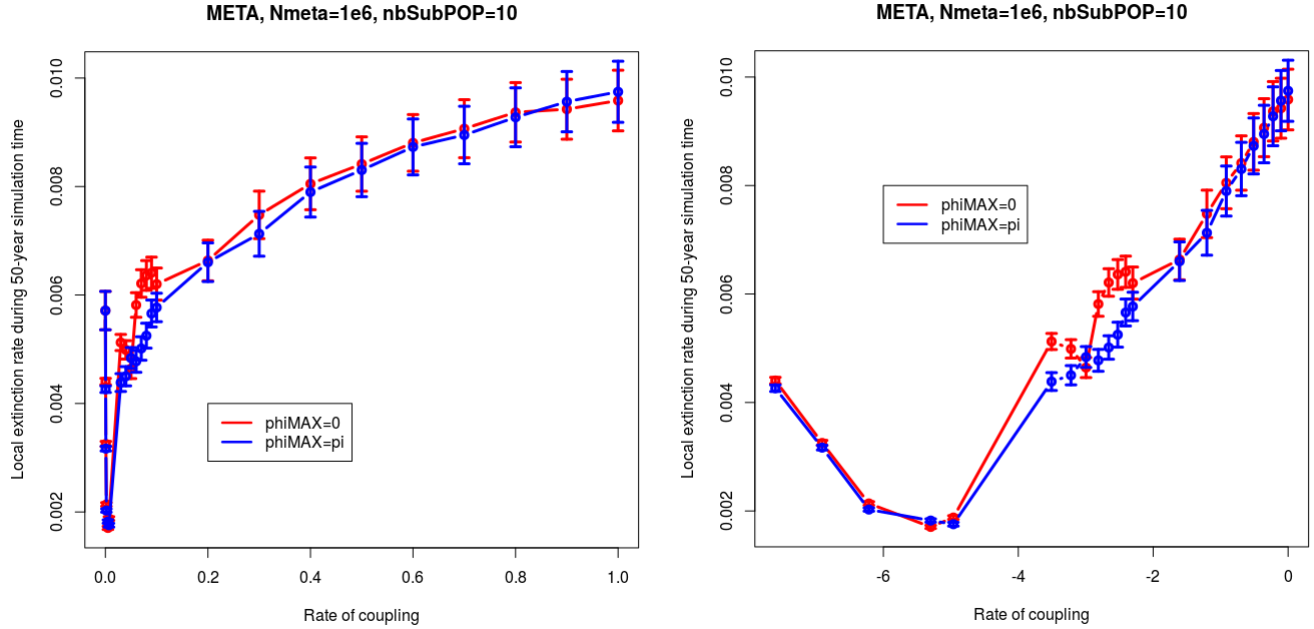 META, Nmeta=1e6, nbSubPOP=10
Local extinction rate during 50-year simulation time
0.002
0.004
0.006
0.008
0.010
phiMAX=0
phiMAX=pi
0.0
0.2
0.4
0.6
0.8
1.0
Rate of coupling
META, Nmeta=1e6, nbSubPOP=10
Local extinction rate during 50-year simulation time
0.002
0.004
0.006
0.008
0.010
phiMAX=0
phiMAX=pi
-6
-4
-2
0
Rate of coupling